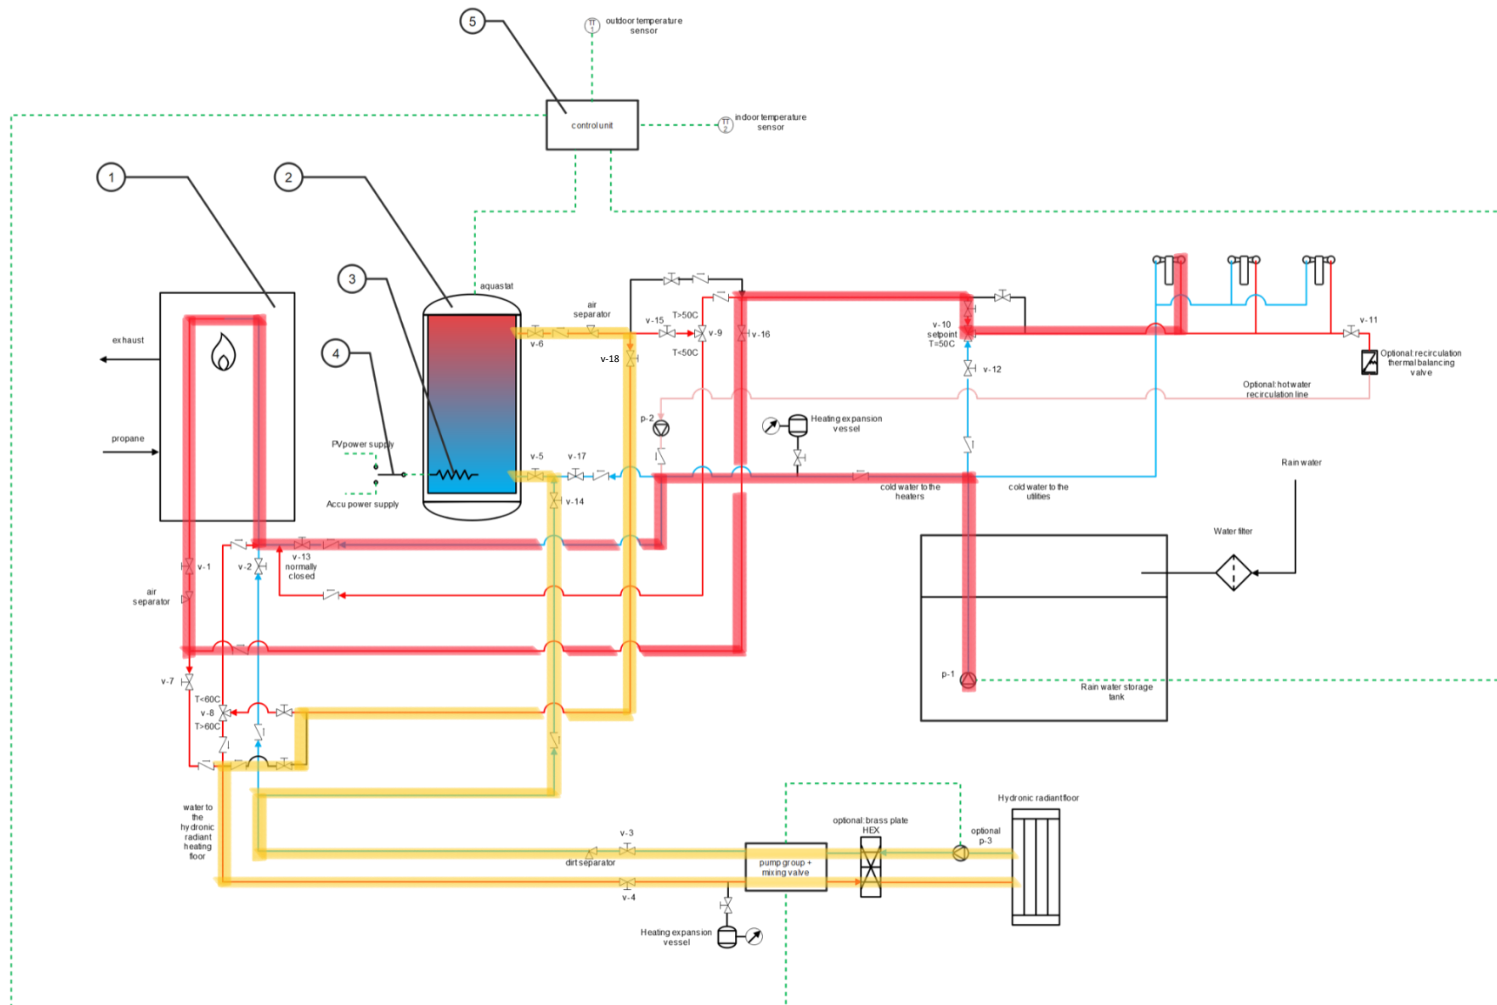 5
TT
1
outdoor temperature
sensor
control unit
TT
2
indoor temperature
sensor
1
2
3
4
aquastat
air
separator
v-15
T>50C
v-9
T<50C
v-16
v-6
v-18
v-10
setpoint
T=50C
v-12
v-11
Optional: recirculation
thermal balancing
valve
Optional: hot water
recirculation line
exhaust
propane
p-2
Heating expansion
vessel
PV power supply
Accu power supply
v-5
v-17
v-14
cold water to the
heaters
cold water to the
utilities
Rain water
Water filter
v-1
v-2
v-13
normally
closed
air
separator
v-7
T<60C
v-8
T>60C
p-1
Rain water storage
tank
water to
the
hydronic
radiant
heating
floor
v-3
dirt separator
v-4
pump group +
mixing valve
optional: brass plate
HEX
optional
p-3
Hydronic radiant floor
Heating expansion
vessel